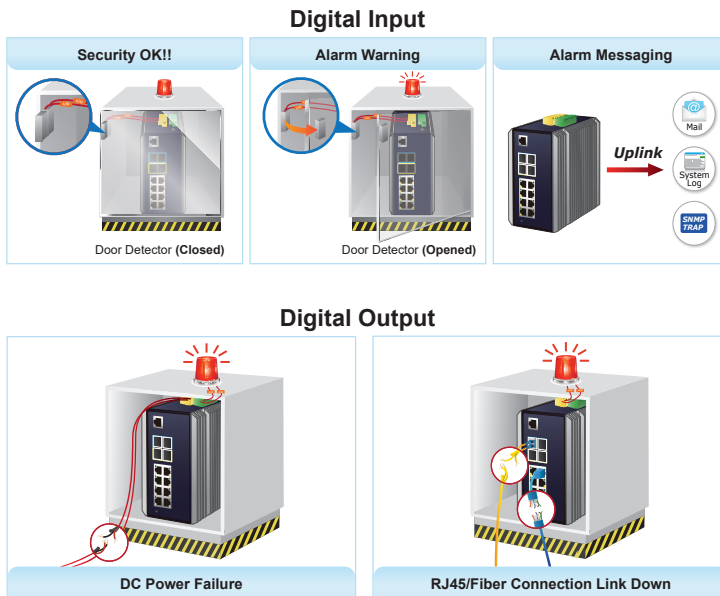 Digital Input
Security OK!!
Alarm Warning
Alarm Messaging
Door Detector (Closed)
Door Detector (Opened)
Uplink
@
Mail
System
Log
SNMP
TRAP
Digital Output
DC Power Failure
RJ45/Fiber Connection Link Down